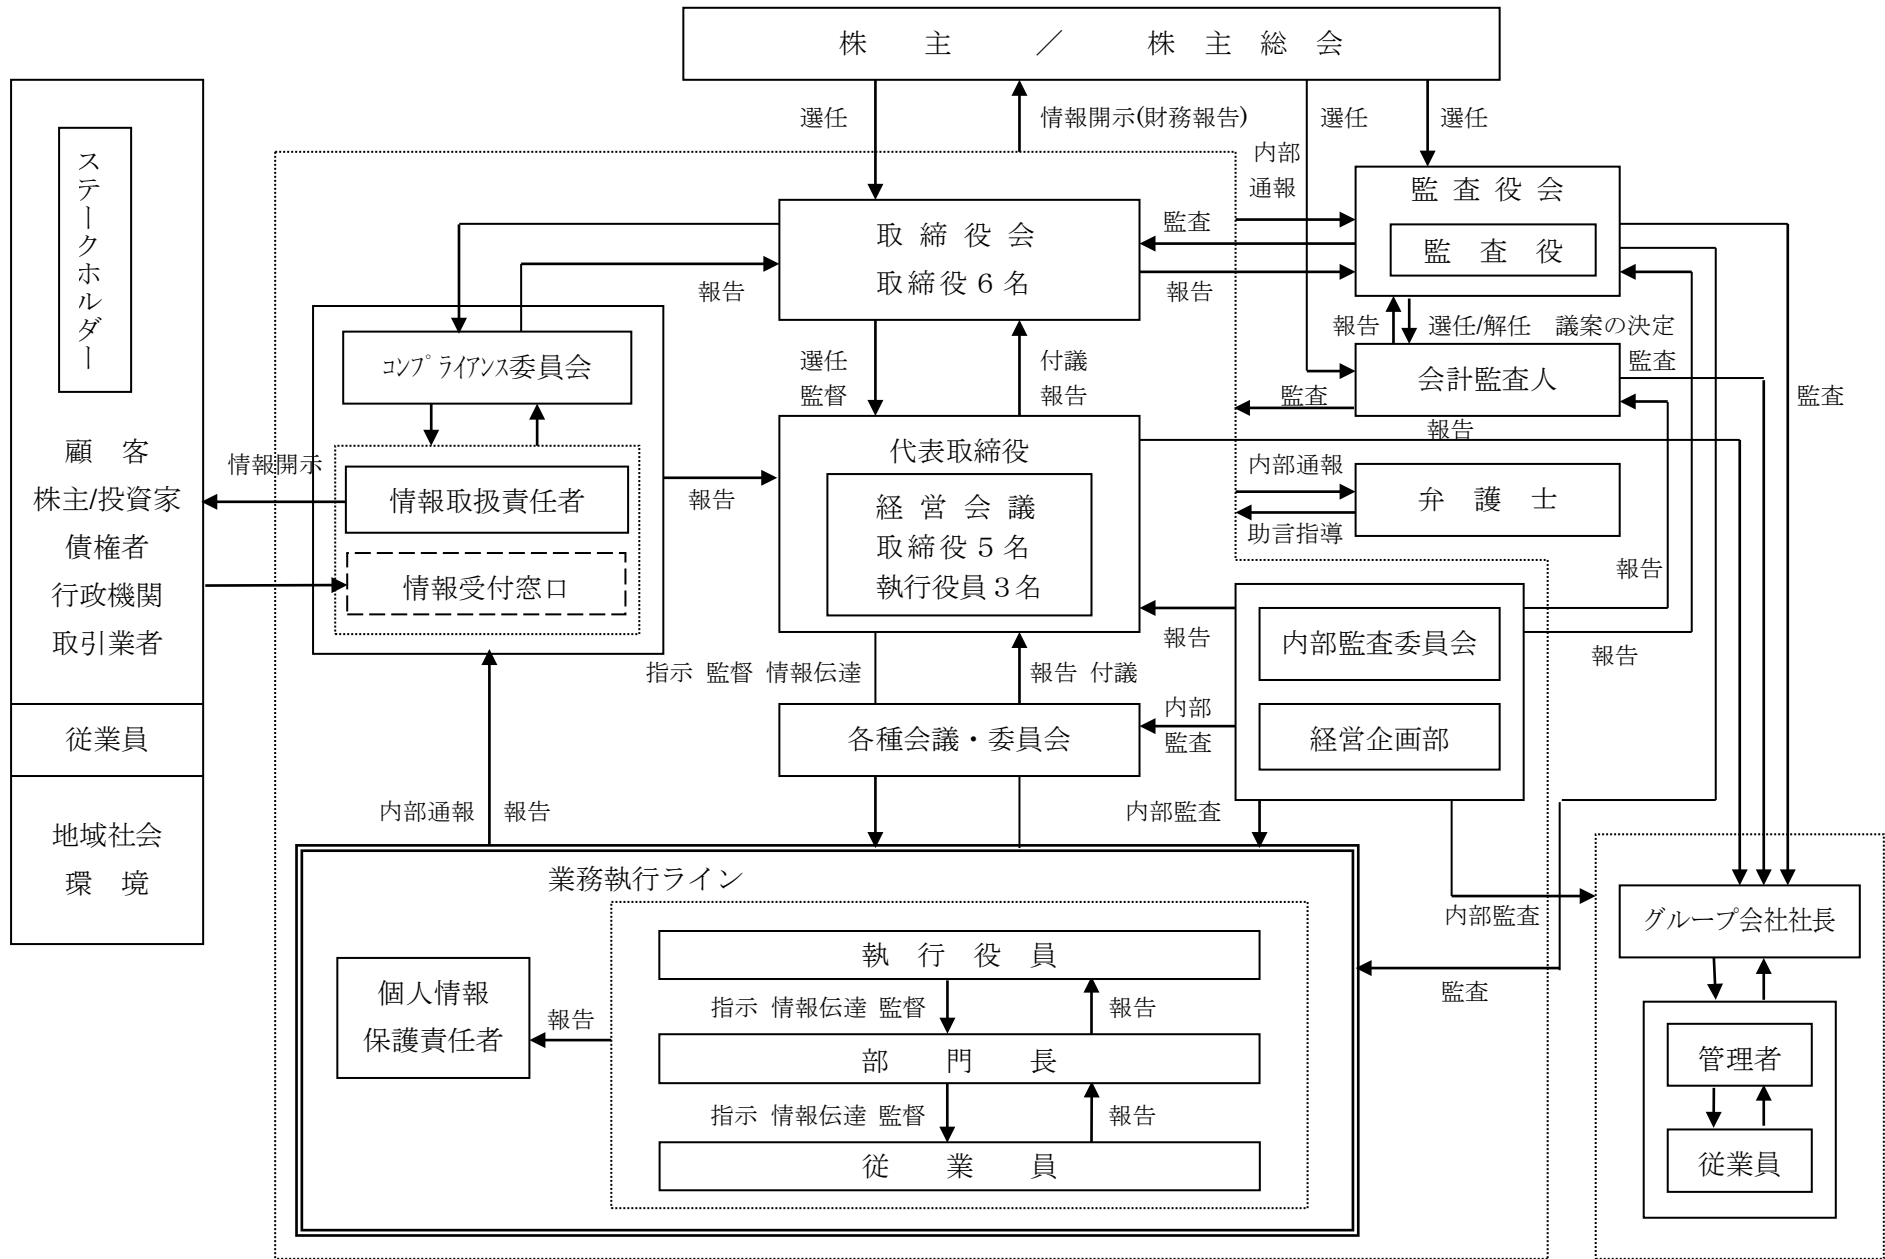 株　主　／　株 主 総 会
ステークホルダー
顧　客
株主/投資家
債権者
行政機関
取引業者
従業員
地域社会
環　境
選任
情報開示(財務報告)
選任
選任
内部
通報
監 査 役 会
監　査　役
取 締 役 会
取締役６名
監査
報告
報告
コンプライアンス委員会
情報開示
情報取扱責任者
情報受付窓口
報告
選任
監督
付議
報告
代表取締役
経 営 会 議
取締役５名
執行役員３名
報告
選任/解任　議案の決定
会計監査人
監査
監査
監査
報告
内部通報
弁　護　士
助言指導
報告
報告
報告
内部監査委員会
経営企画部
指示 監督 情報伝達
報告 付議
各種会議・委員会
内部
監査
内部通報
報告
内部監査
内部監査
監査
業務執行ライン
個人情報
保護責任者
報告
執　行　役　員
指示 情報伝達 監督
報告
部　門　長
指示 情報伝達 監督
報告
従　業　員
グループ会社社長
管理者
従業員